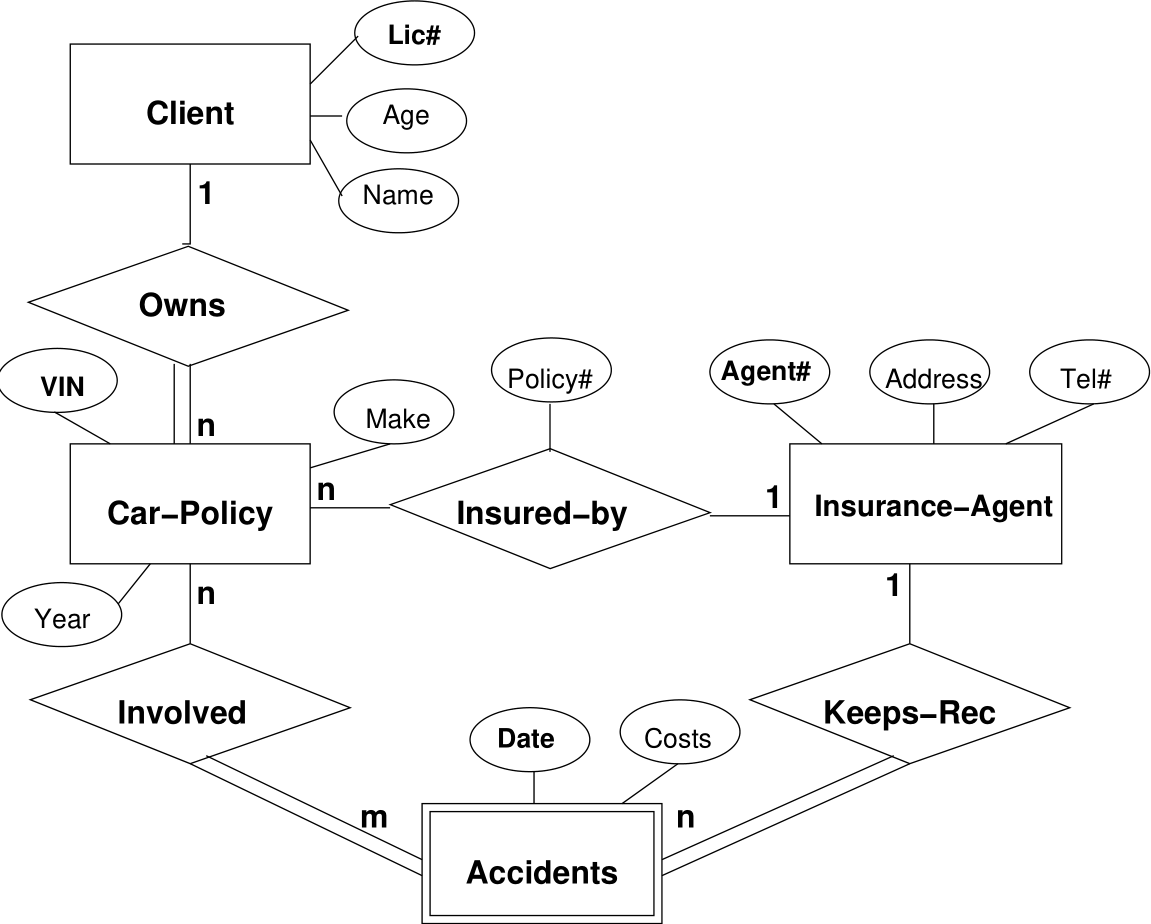 Lic#
Client
Age
Name
1
Owns
VIN
n
Make
Policy#
Agent#
Address
Tel#
Car–Policy
n
Insured–by
1
Insurance–Agent
Year
n
1
Involved
Keeps–Rec
Date
Costs
m
n
Accidents